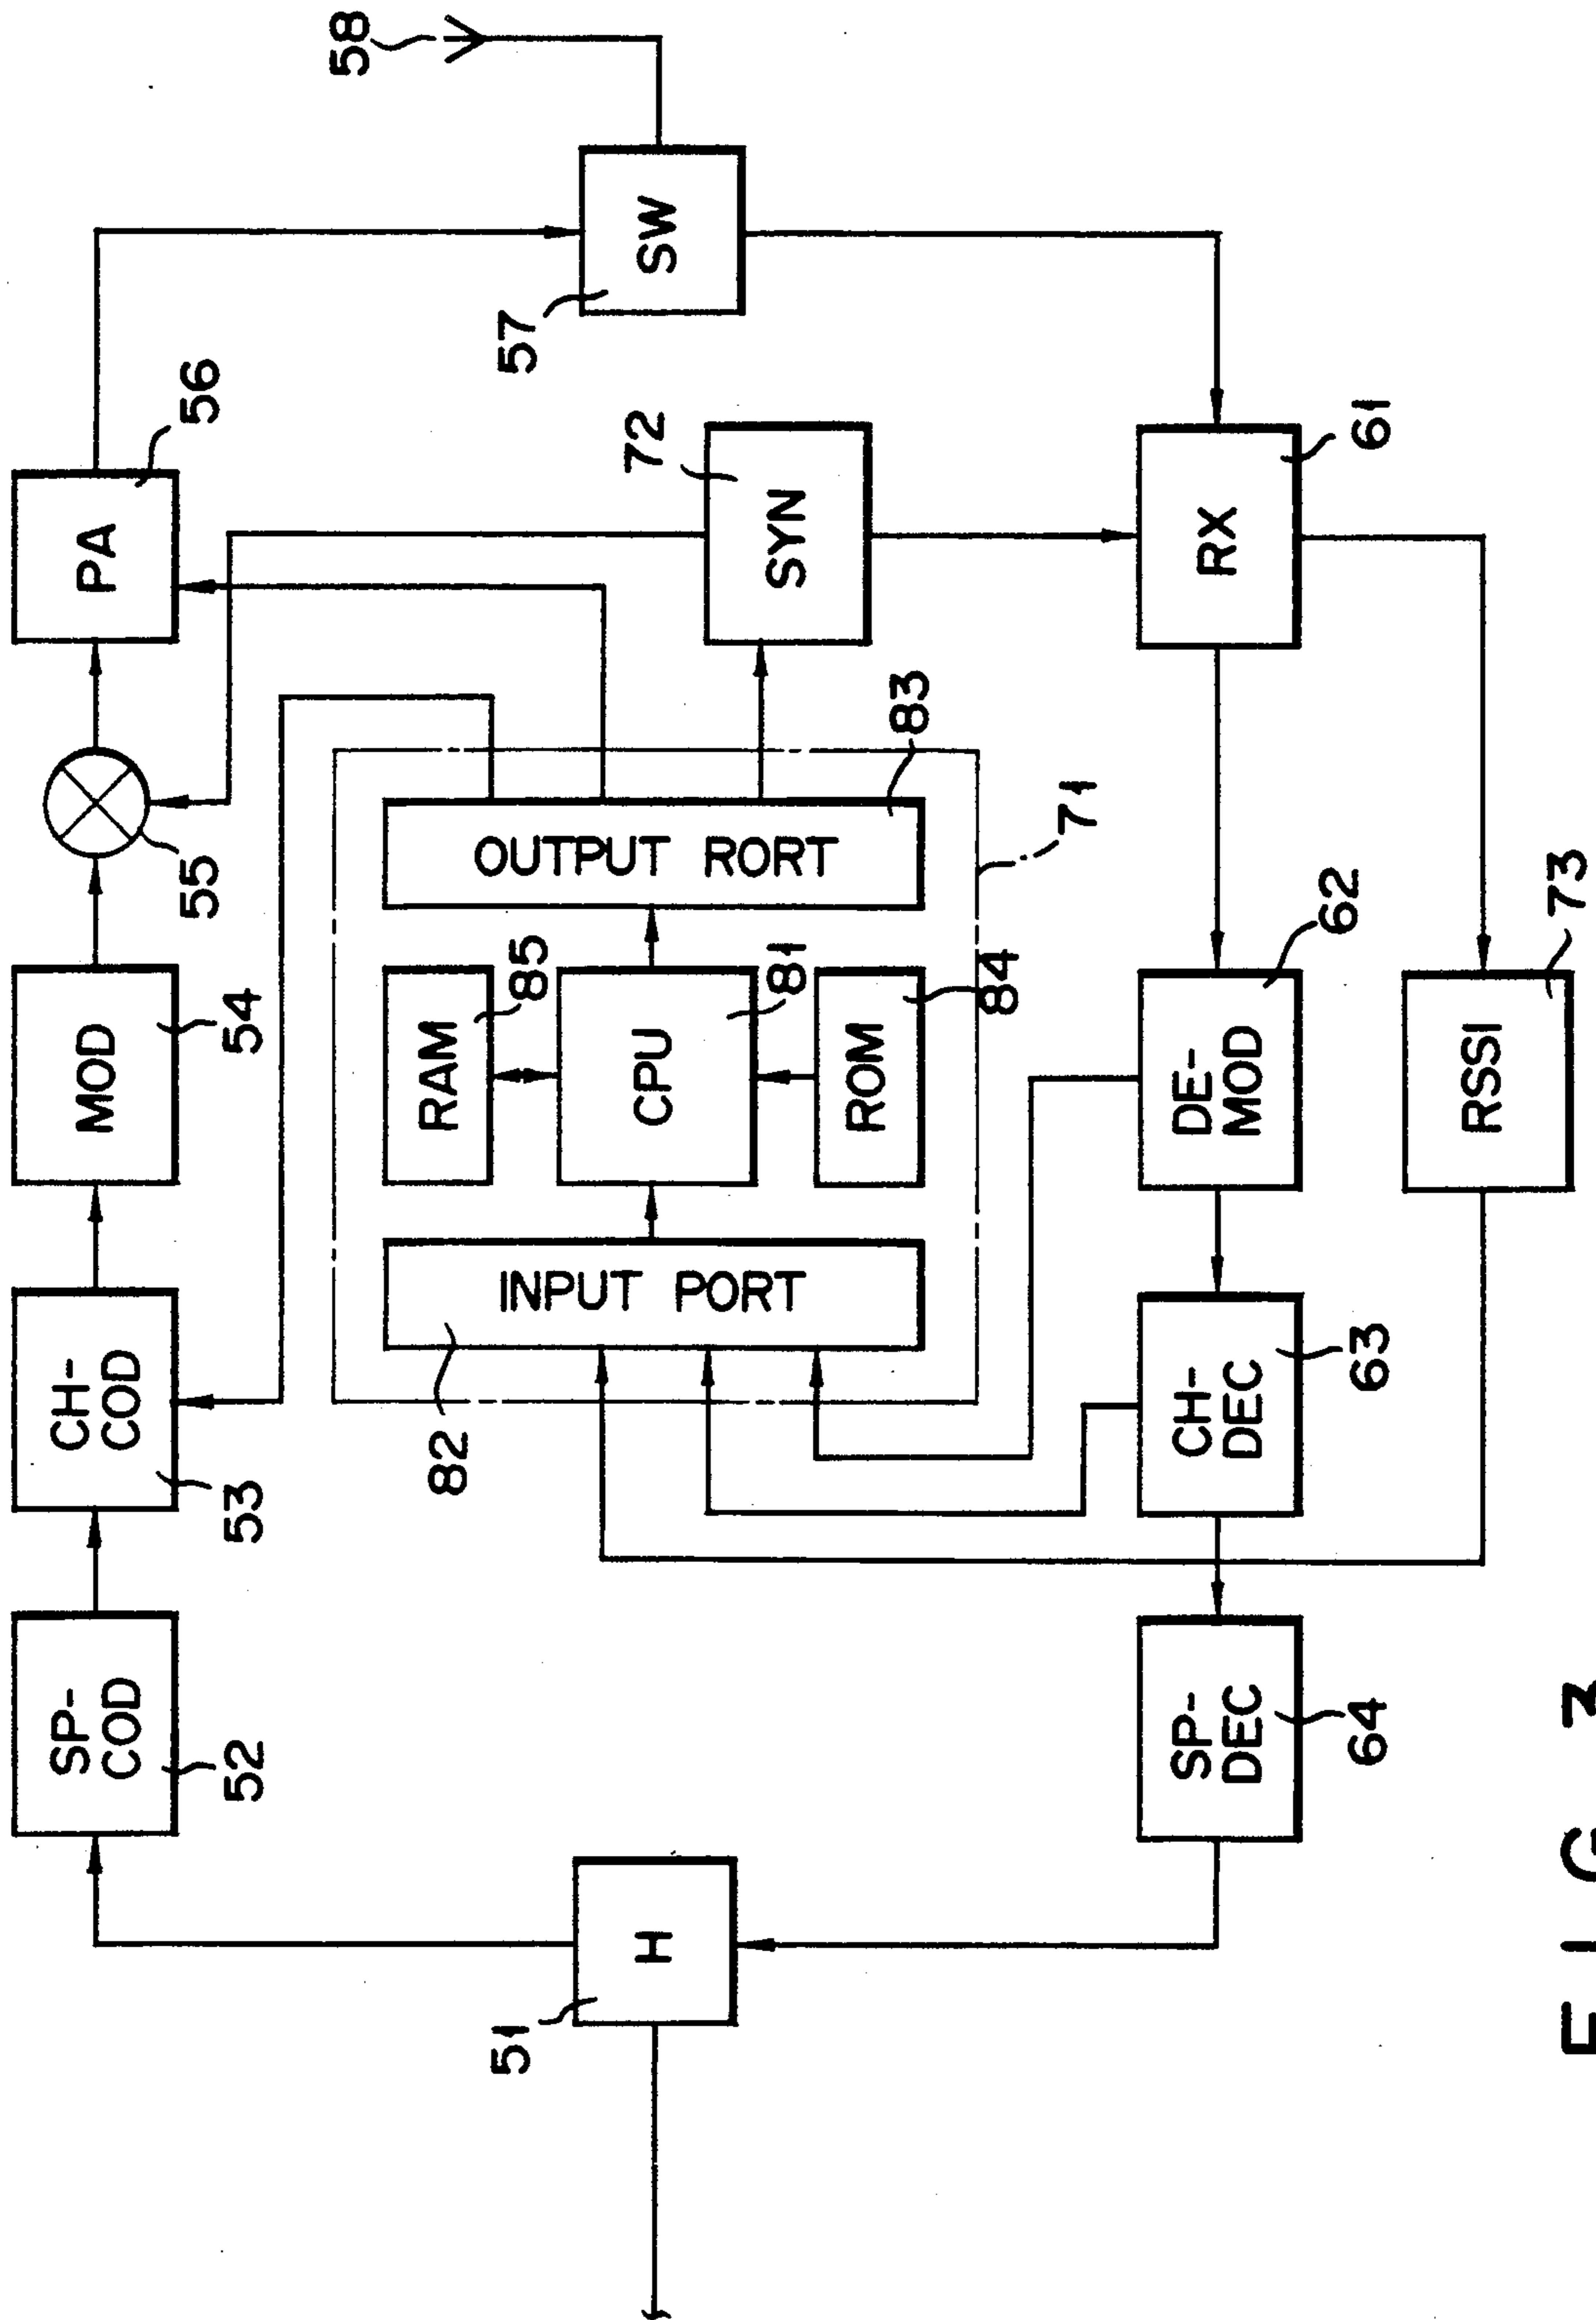 SP-
COD
52
CH-
COD
53
MOD
54
55
PA
56
58
SW
57
H
51
INPUT PORT
82
RAM
85
CPU
81
ROM
84
OUTPUT RORT
83
71
SYN
72
SP-
DEC
64
CH-
DEC
63
DE-
MOD
62
RX
61
RSSI
73
FIG. 3